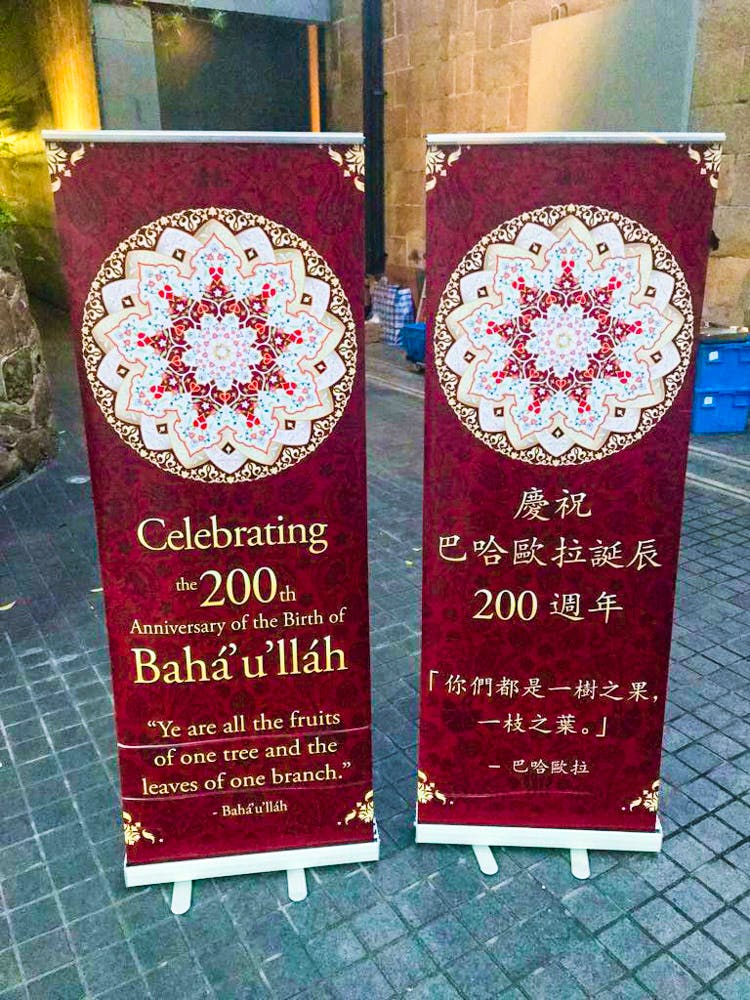 Celebrating
the 200th
Anniversary of the Birth of
Bahá'u'lláh
“Ye are all the fruits
of one tree and the
leaves of one branch.”
- Bahá'u'lláh
慶祝
巴哈歐拉誕辰
200 週年
「你們都是一樹之果,
一枝之葉。」
– 巴哈歐拉